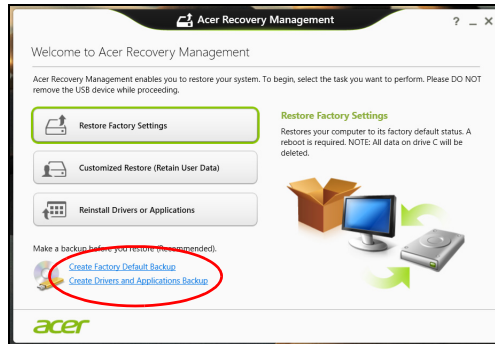 Acer Recovery Management
? _ X
Welcome to Acer Recovery Management
Acer Recovery Management enables you to restore your system. To begin, select the task you want to perform. Please DO NOT
remove the USB device while proceeding.
Restore Factory Settings
Customized Restore (Retain User Data)
Reinstall Drivers or Applications
Restore Factory Settings
Restores your computer to its factory default status. A
reboot is required. NOTE: All data on drive C will be
deleted.
Make a backup before you restore (Recommended).
Create Factory Default Backup
Create Drivers and Applications Backup
acer